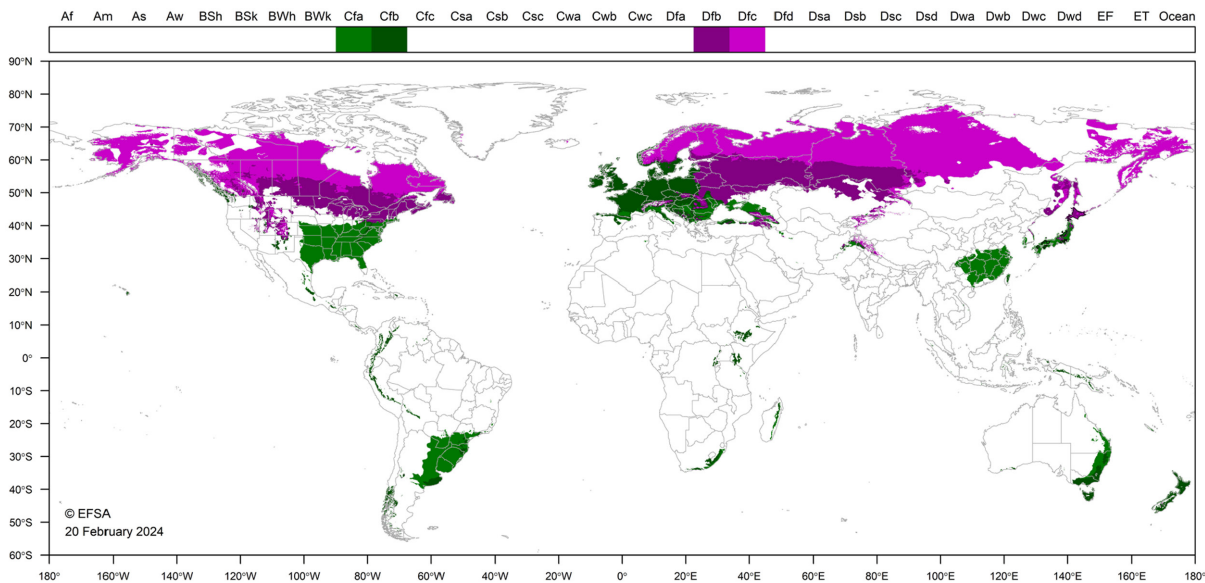 Af Am As Aw BSh BSk BWh BWk Cfa Cfb Cfc Csa Csb Csc Cwa Cwb Cwc Dfa Dfb Dfc Dfd Dsa Dsb Dsc Dsd Dwa Dwb Dwc Dwd EF ET Ocean
90°N
80°N
70°N
60°N
50°N
40°N
30°N
20°N
10°N
0°
10°S
20°S
30°S
40°S
50°S
60°S
© EFSA
20 February 2024
180° 160°W 140°W 120°W 100°W 80°W 60°W 40°W 20°W 0° 20°E 40°E 60°E 80°E 100°E 120°E 140°E 160°E 180°